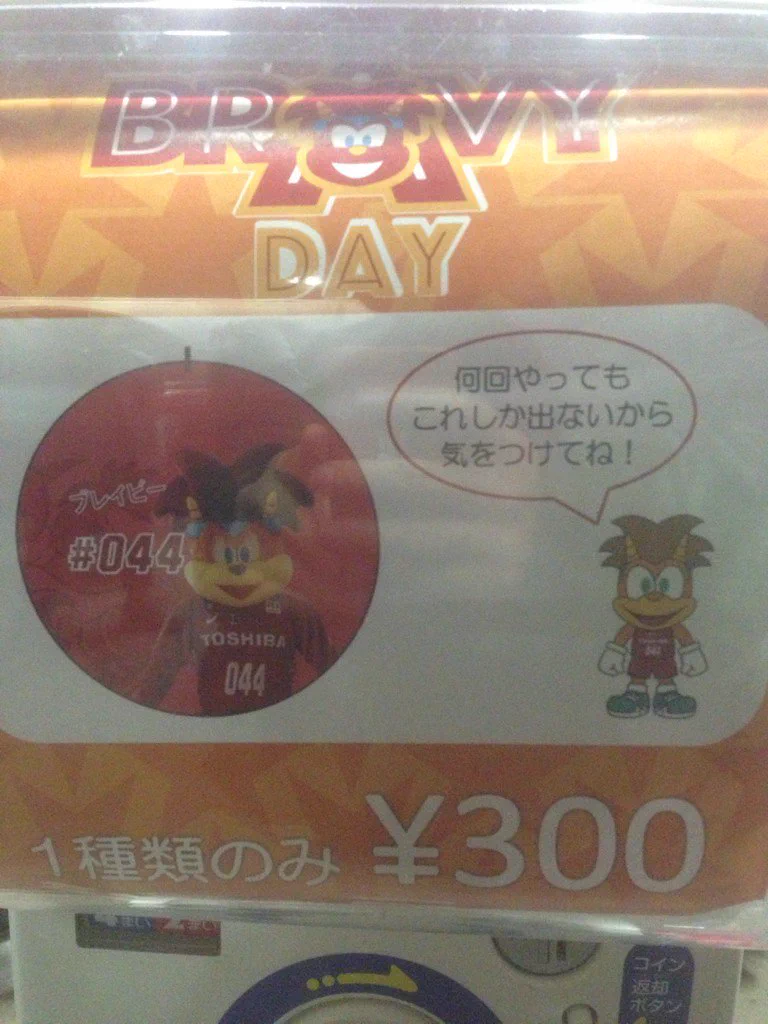 BRAVY
DAY
何回やっても
これしか出ないから
気をつけてね！
ブレイビー
#044
TOSHIBA
044
1種類のみ ¥300
コイン
返却
ボタン